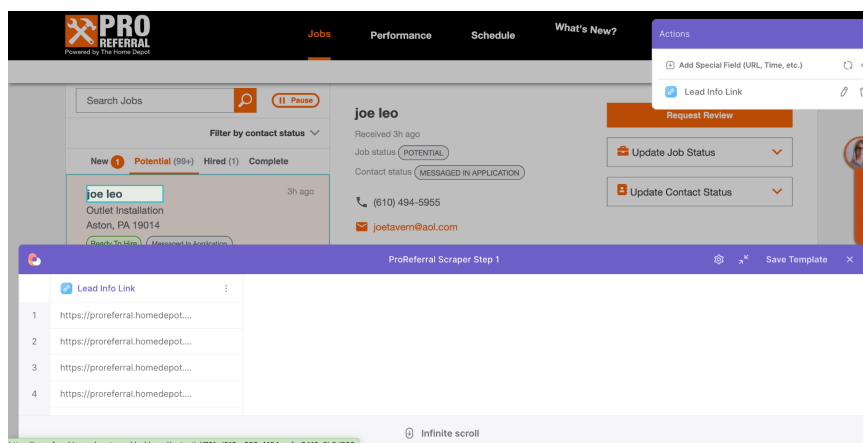 PRO
REFERRAL
Powered by The Home Depot
Jobs
Performance
Schedule
What's New?
Actions
Add Special Field (URL, Time, etc.)
Lead Info Link
Search Jobs
Pause
Filter by contact status
New 1 Potential (99+) Hired (1) Complete
joe leo
3h ago
Outlet Installation
Aston, PA 19014
Ready To Hire Messaged In Application
joe leo
Received 3h ago
Job status POTENTIAL
Contact status MESSAGED IN APPLICATION
(610) 494-5955
joetavern@aol.com
Request Review
Update Job Status
Update Contact Status
ProReferral Scraper Step 1
Save Template
Lead Info Link
1 https://proreferral.homedepot....
2 https://proreferral.homedepot....
3 https://proreferral.homedepot....
4 https://proreferral.homedepot....
Infinite scroll